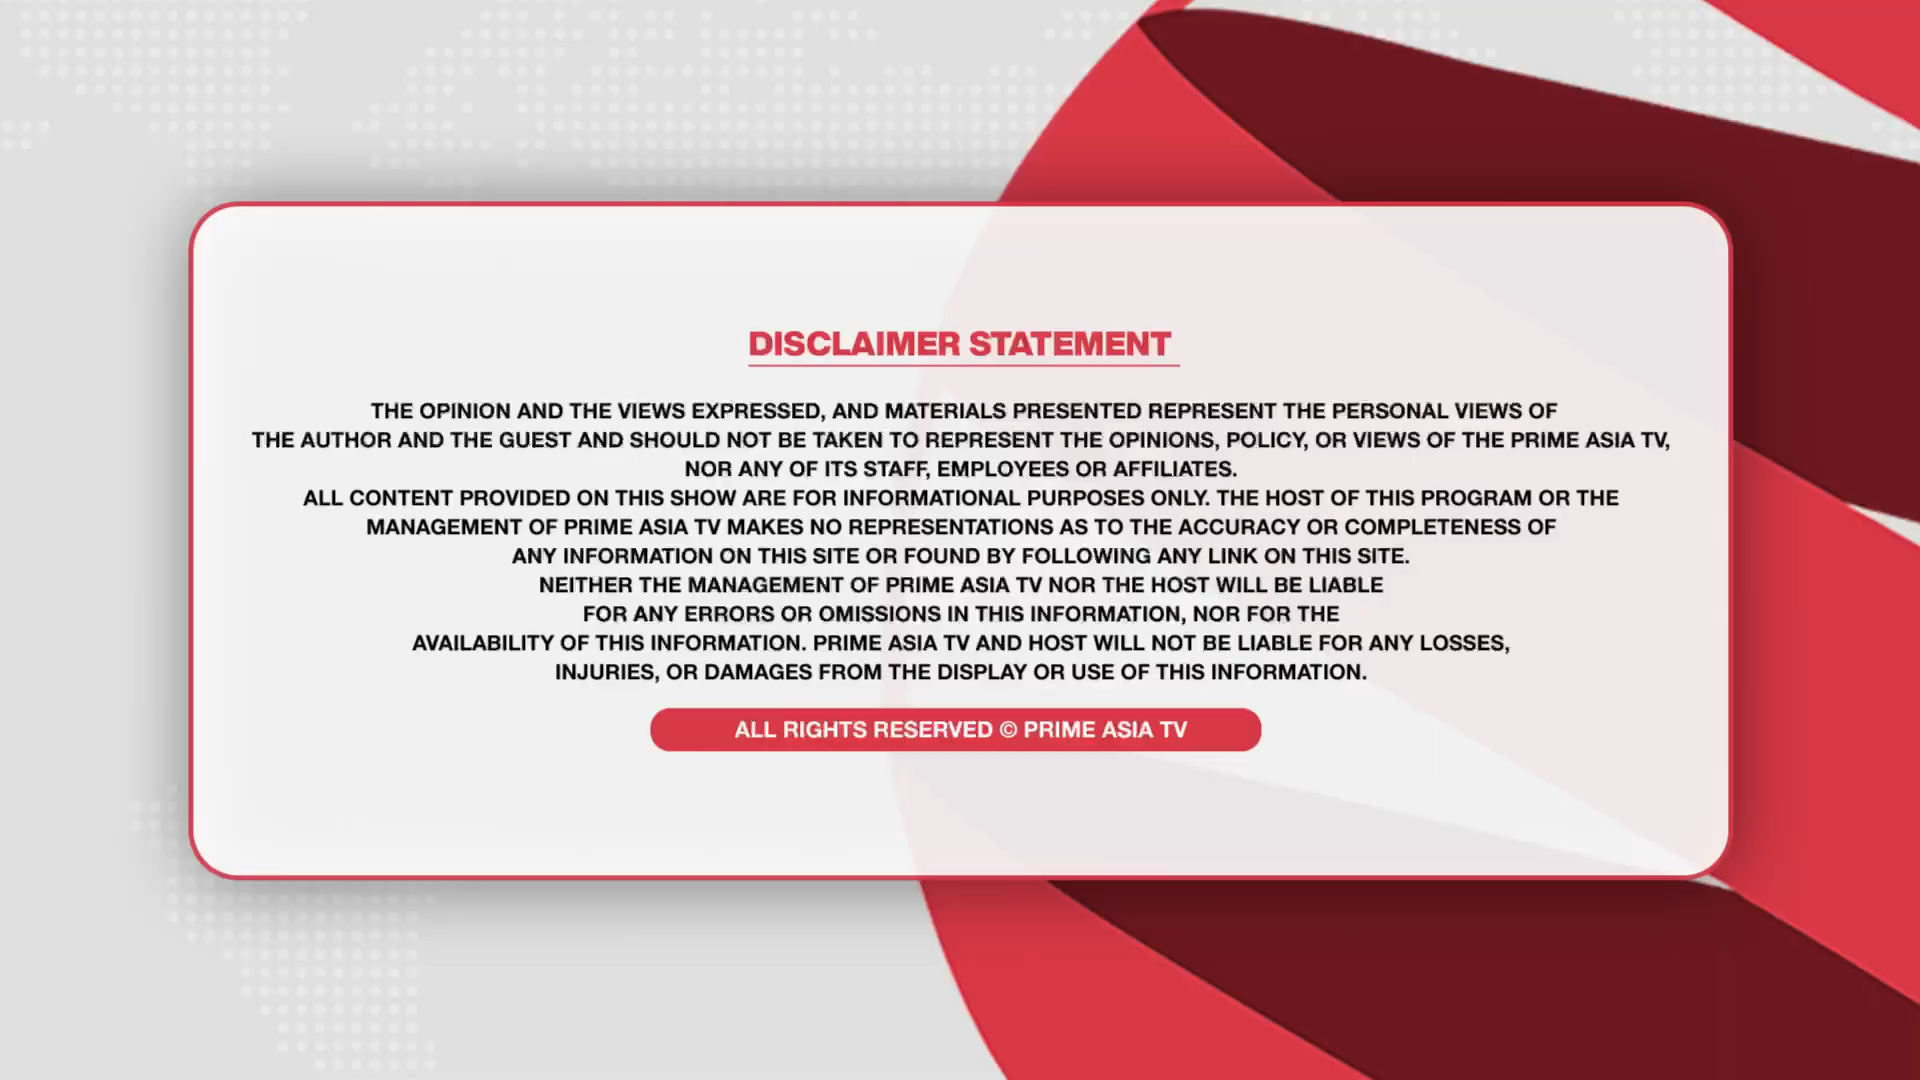 DISCLAIMER STATEMENT
THE OPINION AND THE VIEWS EXPRESSED, AND MATERIALS PRESENTED REPRESENT THE PERSONAL VIEWS OF
THE AUTHOR AND THE GUEST AND SHOULD NOT BE TAKEN TO REPRESENT THE OPINIONS, POLICY, OR VIEWS OF THE PRIME ASIA TV,
NOR ANY OF ITS STAFF, EMPLOYEES OR AFFILIATES.
ALL CONTENT PROVIDED ON THIS SHOW ARE FOR INFORMATIONAL PURPOSES ONLY. THE HOST OF THIS PROGRAM OR THE
MANAGEMENT OF PRIME ASIA TV MAKES NO REPRESENTATIONS AS TO THE ACCURACY OR COMPLETENESS OF
ANY INFORMATION ON THIS SITE OR FOUND BY FOLLOWING ANY LINK ON THIS SITE.
NEITHER THE MANAGEMENT OF PRIME ASIA TV NOR THE HOST WILL BE LIABLE
FOR ANY ERRORS OR OMISSIONS IN THIS INFORMATION, NOR FOR THE
AVAILABILITY OF THIS INFORMATION. PRIME ASIA TV AND HOST WILL NOT BE LIABLE FOR ANY LOSSES,
INJURIES, OR DAMAGES FROM THE DISPLAY OR USE OF THIS INFORMATION.
ALL RIGHTS RESERVED © PRIME ASIA TV